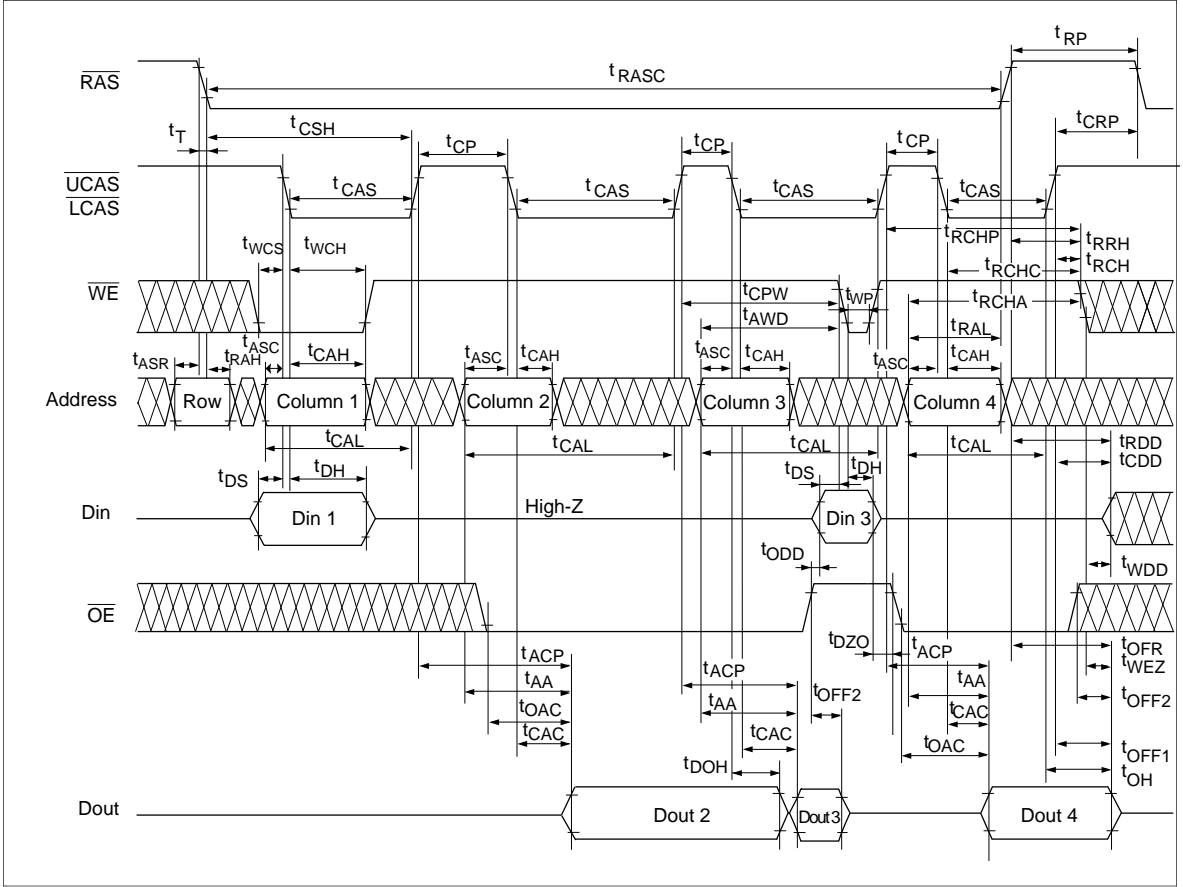 tRP
RAS
tRASC
tT
tCSH
tCP
tCP
tCP
tCRP
UCAS
LCAS
tCAS
tCAS
tCAS
tCAS
tWCS
tWCH
tRCHP
tRRH
tRCHC
tRCH
WE
tCPW
tWP
tRCHA
tAWD
tRAL
tASR
tRAH
tASC
tCAH
tASC
tCAH
tASC
tCAH
tASC
tCAH
Address
Row
Column 1
Column 2
Column 3
Column 4
tCAL
tCAL
tCAL
tCAL
tRDD
tCDD
tDS
tDH
tDS
tDH
Din
Din 1
High-Z
Din 3
tODD
tWDD
OE
tDZO
tACP
tACP
tACP
tOFR
tWEZ
tAA
tAA
tOFF2
tAA
tOFF2
tOAC
tCAC
tCAC
tCAC
tOAC
tOFF1
tDOH
tOH
Dout
Dout 2
Dout 3
Dout 4